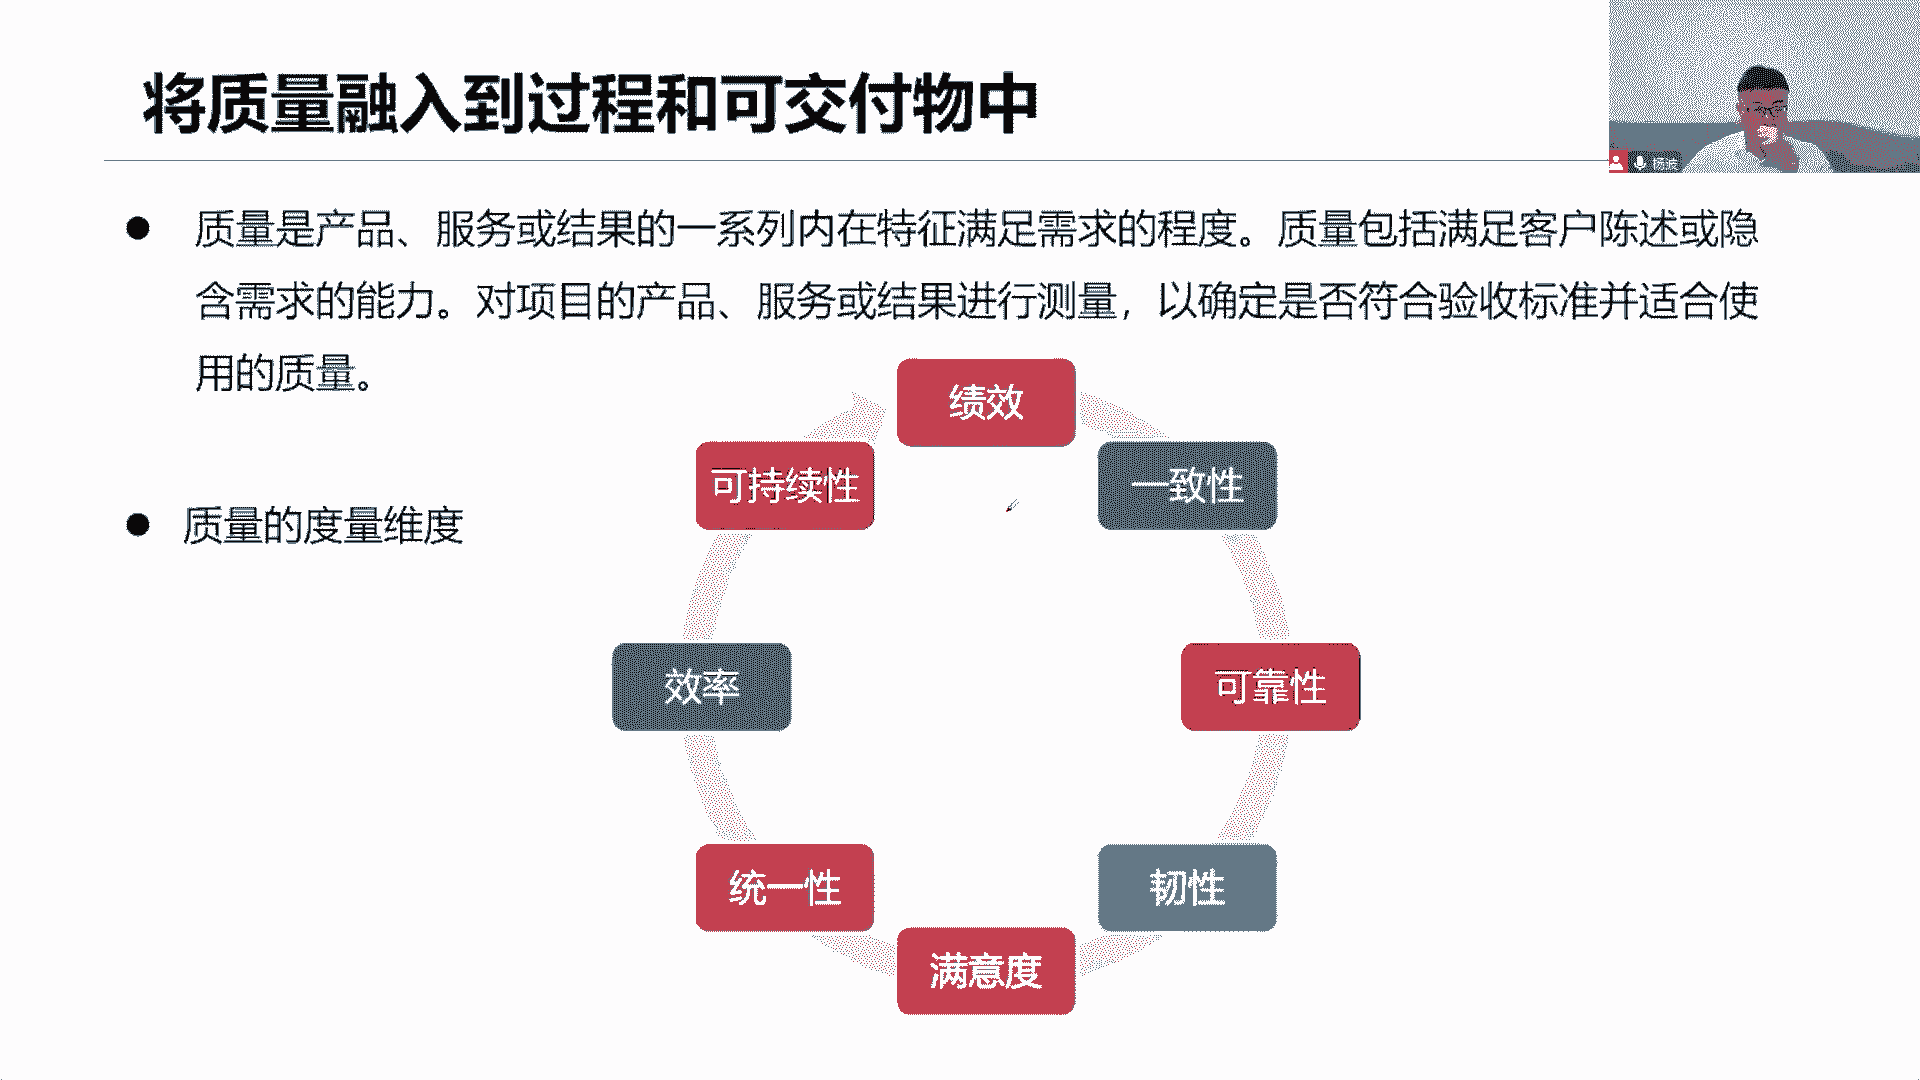 将质量融入到过程和可交付物中
质量是产品、服务或结果的一系列内在特征满足需求的程度。质量包括满足客户陈述或隐
含需求的能力。对项目的产品、服务或结果进行测量，以确定是否符合验收标准并适合使
用的质量。
质量的度量维度
绩效
一致性
可靠性
韧性
满意度
统一性
效率
可持续性